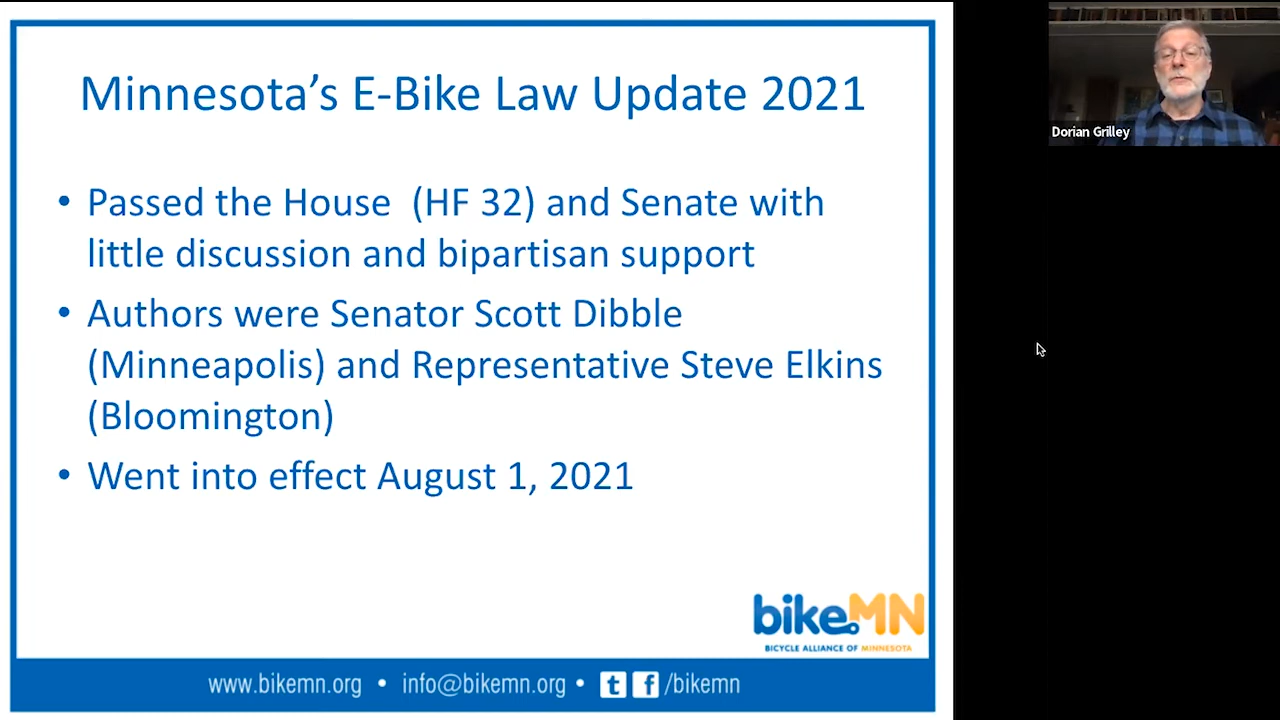 Minnesota's E-Bike Law Update 2021
• Passed the House (HF 32) and Senate with
little discussion and bipartisan support
• Authors were Senator Scott Dibble
(Minneapolis) and Representative Steve Elkins
(Bloomington)
• Went into effect August 1, 2021
bikeMN
BICYCLE ALLIANCE OF MINNESOTA
www.bikemn.org • info@bikemn.org • t f /bikemn
Dorian Grilley